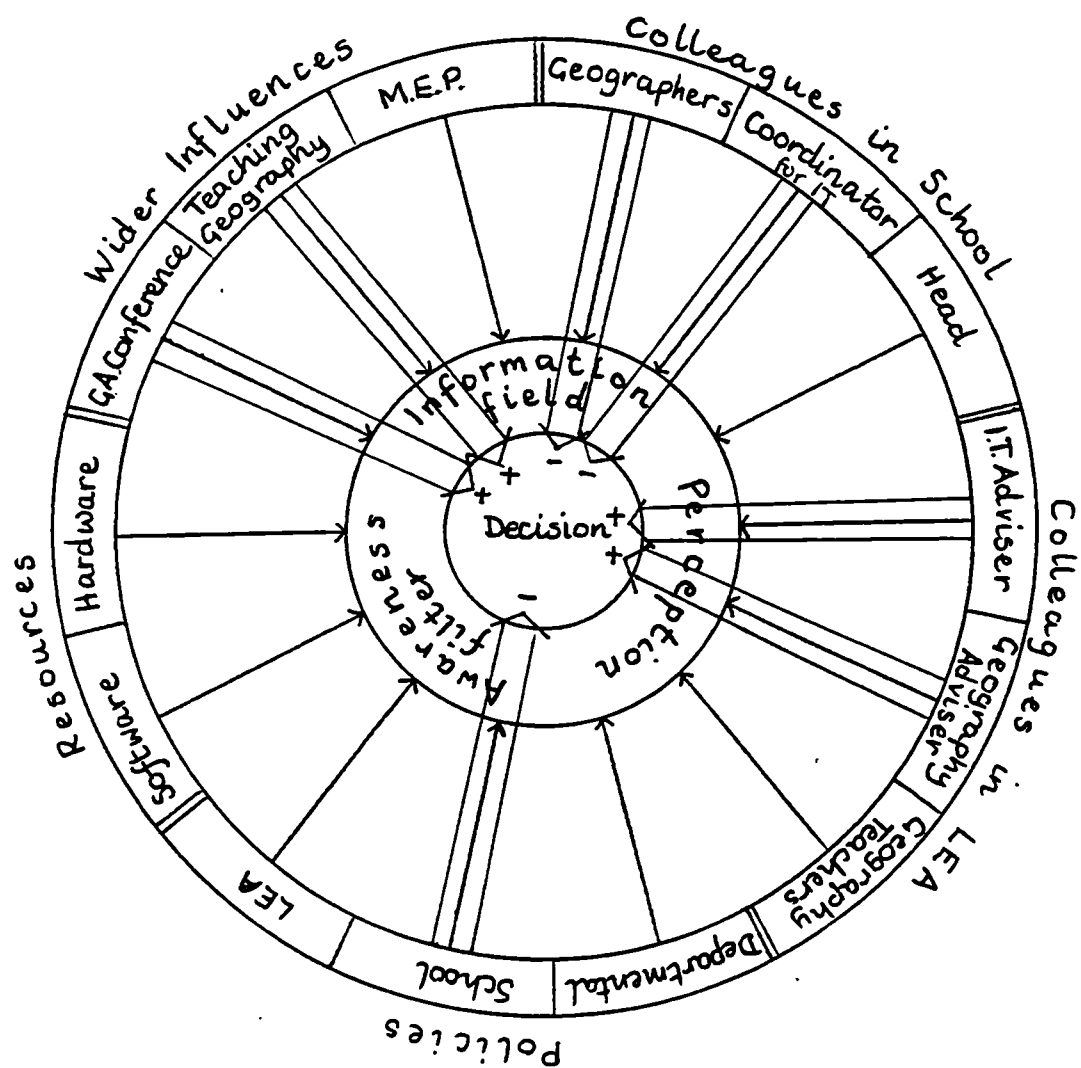 Colleagues in School
Geographers
Coordinator
for IT
Head
Colleagues in LEA
I.T. Adviser
Geography
Adviser
Geography
Teachers
Policies
Departmental
School
LEA
Resources
Software
Hardware
Wider Influences
G.A. Conference
Teaching
Geography
M.E.P.
Information
field
Perception
Awareness
filter
Decision
+
+
-
-
+
+
-